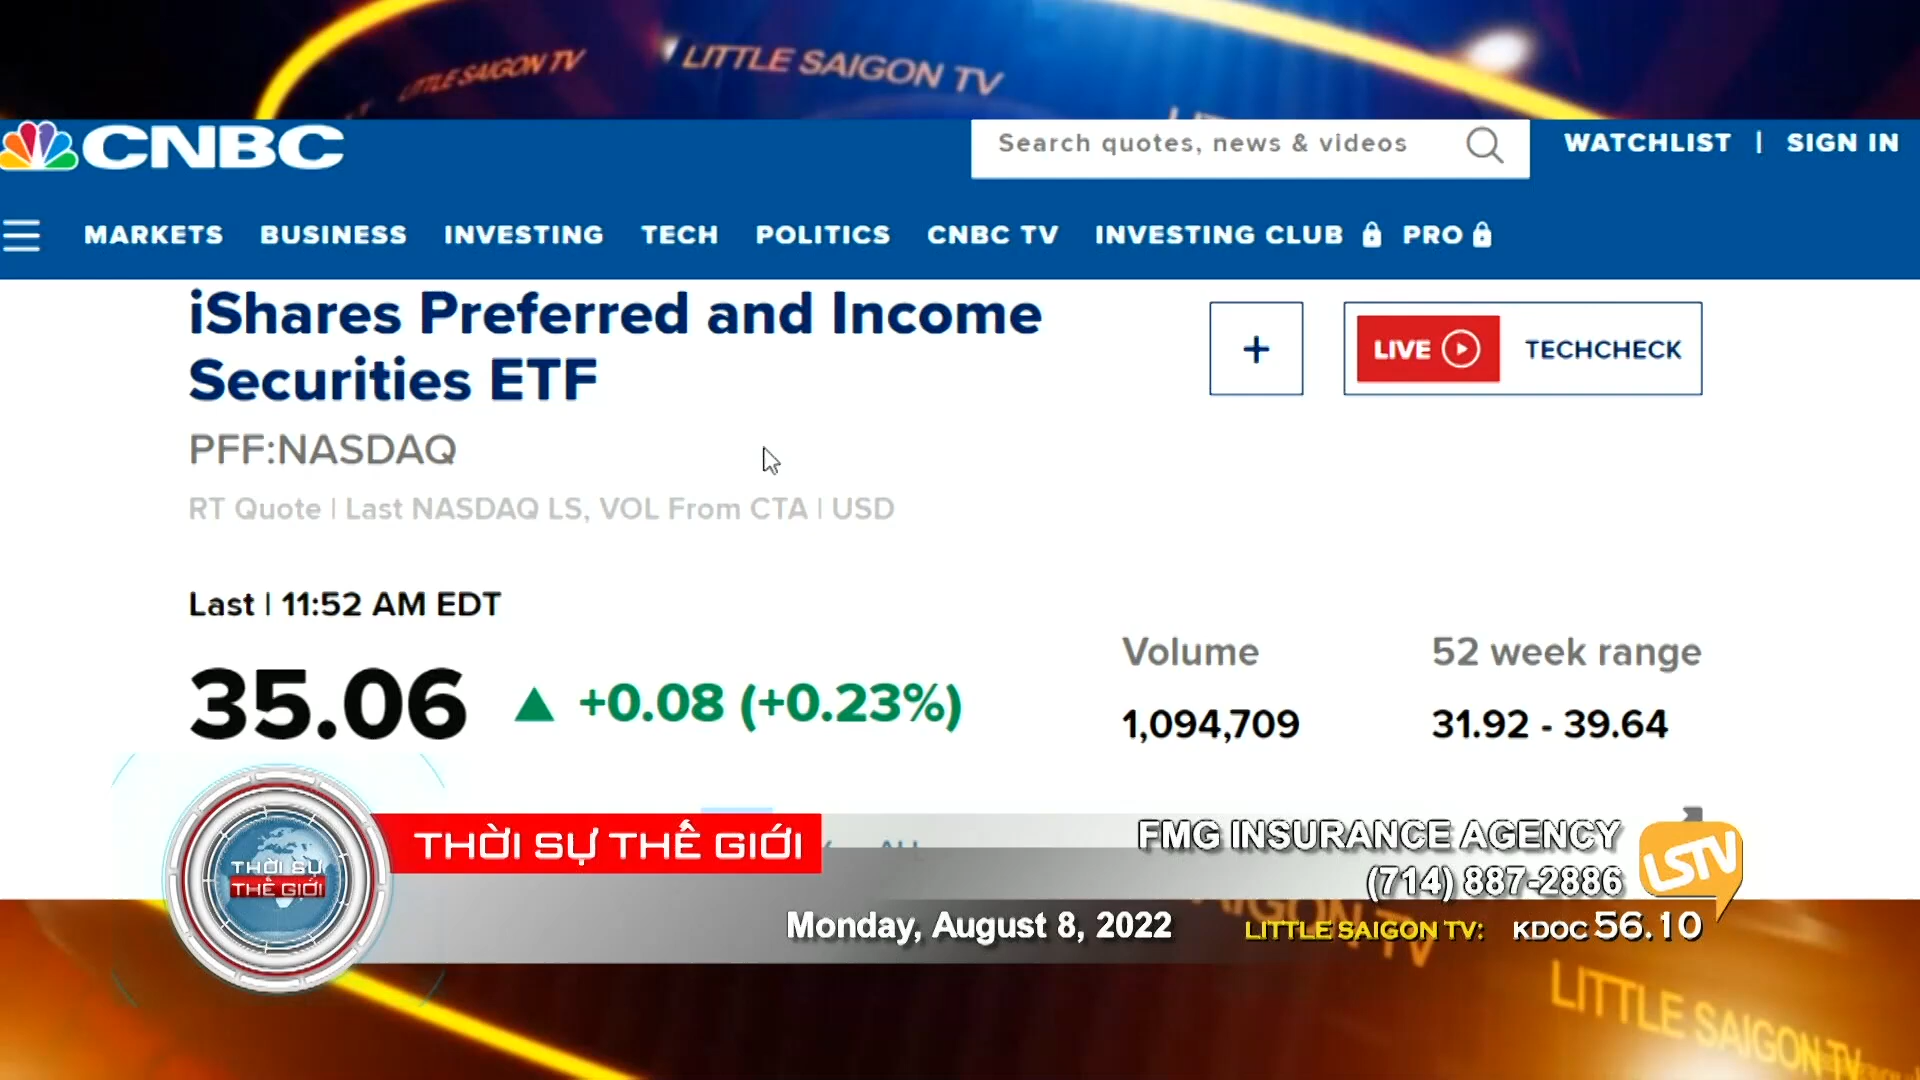 LITTLE SAIGON TV
LITTLE SAIGON TV
CNBC
Search quotes, news & videos
WATCHLIST | SIGN IN
MARKETS BUSINESS INVESTING TECH POLITICS CNBC TV INVESTING CLUB PRO
iShares Preferred and Income
Securities ETF
+
LIVE TECHCHECK
PFF:NASDAQ
RT Quote | Last NASDAQ LS, VOL From CTA | USD
Last | 11:52 AM EDT
Volume
52 week range
35.06 ▲ +0.08 (+0.23%)
1,094,709
31.92 - 39.64
THỜI SỰ THẾ GIỚI
THỜI SỰ
THẾ GIỚI
FMG INSURANCE AGENCY
(714) 887-2886
LSTV
Monday, August 8, 2022
LITTLE SAIGON TV: KDOC 56.10
LITTLE SAIGON TV